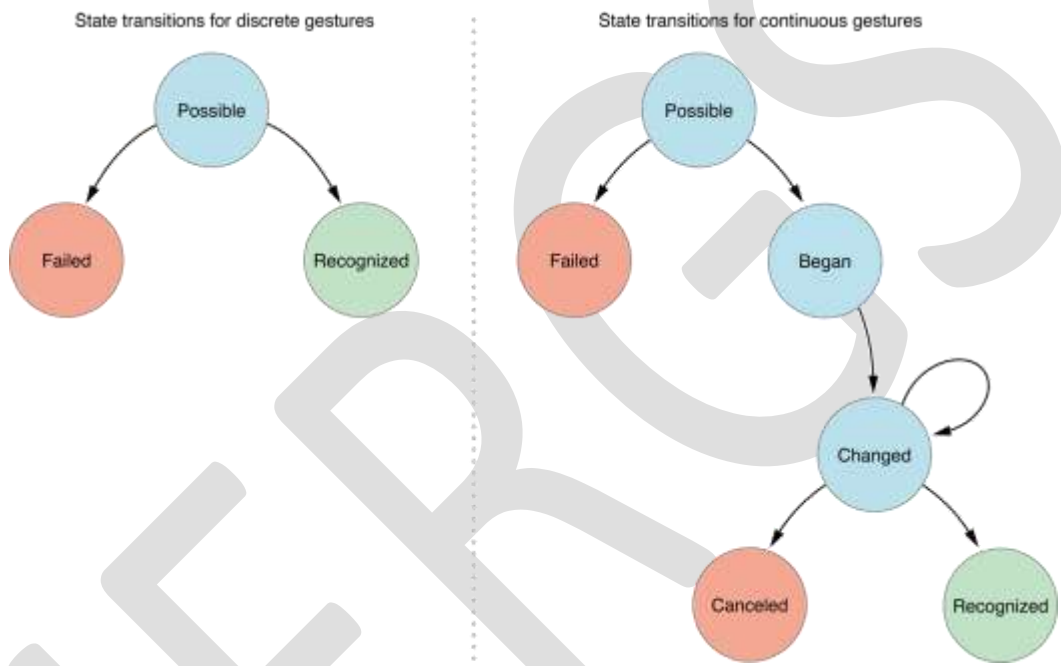 State transitions for discrete gestures
Possible
Failed
Recognized
State transitions for continuous gestures
Possible
Failed
Began
Changed
Canceled
Recognized